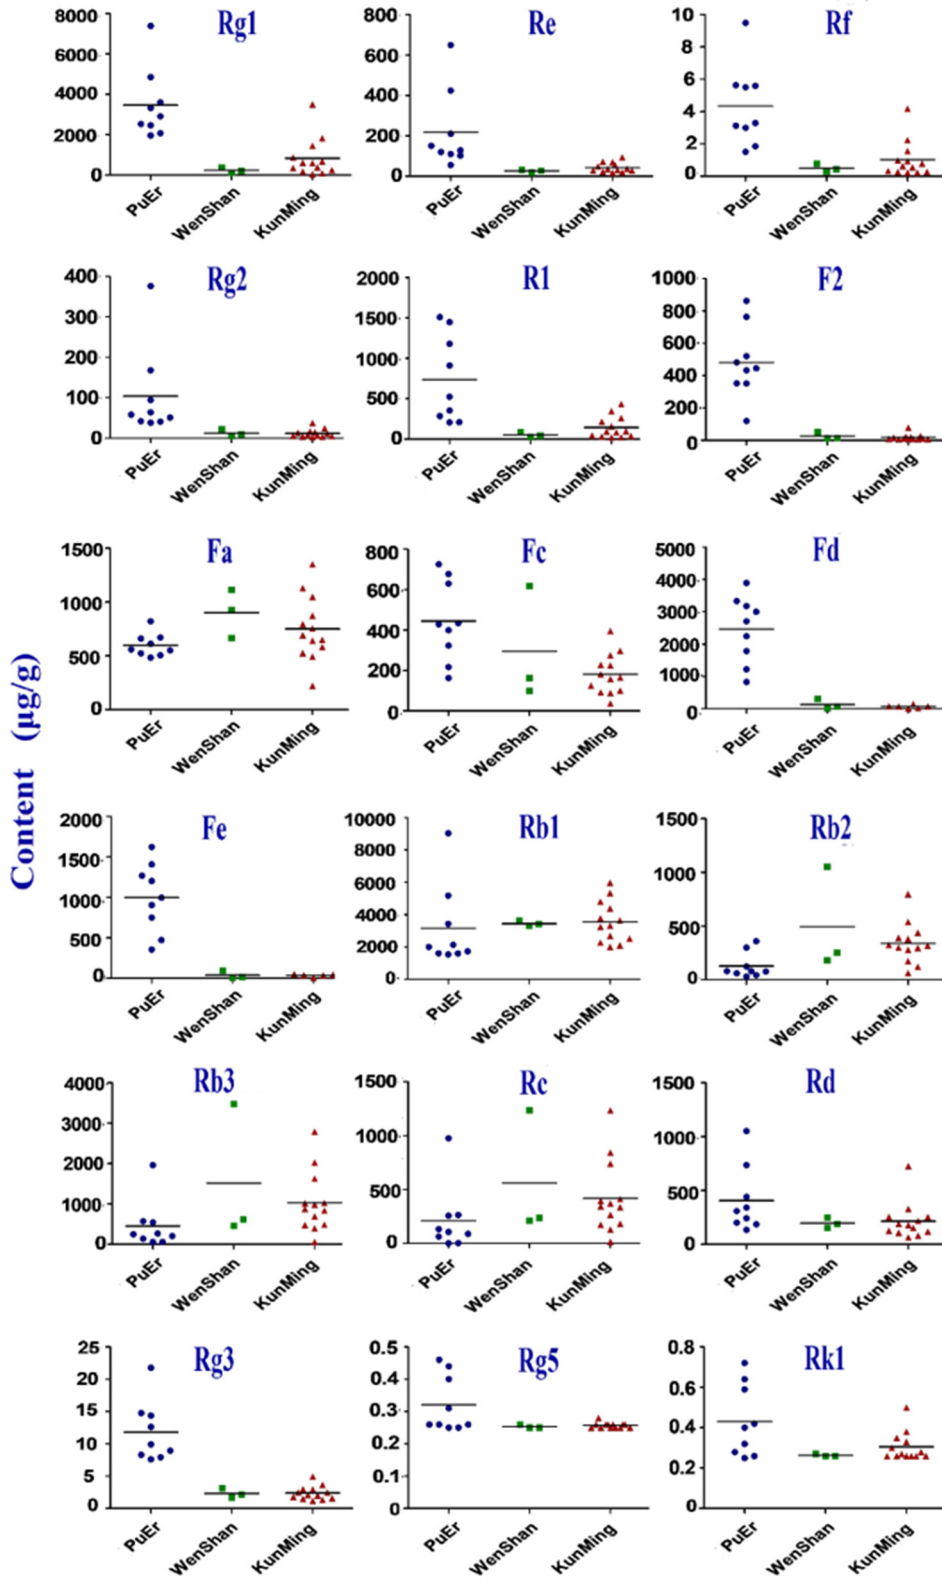 Content (μg/g)
Rg1
8000
6000
4000
2000
0
PuEr
WenShan
KunMing
Re
800
600
400
200
0
PuEr
WenShan
KunMing
Rf
10
8
6
4
2
0
PuEr
WenShan
KunMing
Rg2
400
300
200
100
0
PuEr
WenShan
KunMing
R1
2000
1500
1000
500
0
PuEr
WenShan
KunMing
F2
1000
800
600
400
200
0
PuEr
WenShan
KunMing
Fa
1500
1000
500
0
PuEr
WenShan
KunMing
Fc
800
600
400
200
0
PuEr
WenShan
KunMing
Fd
5000
4000
3000
2000
1000
0
PuEr
WenShan
KunMing
Fe
2000
1500
1000
500
0
PuEr
WenShan
KunMing
Rb1
10000
8000
6000
4000
2000
0
PuEr
WenShan
KunMing
Rb2
1500
1000
500
0
PuEr
WenShan
KunMing
Rb3
4000
3000
2000
1000
0
PuEr
WenShan
KunMing
Rc
1500
1000
500
0
PuEr
WenShan
KunMing
Rd
1500
1000
500
0
PuEr
WenShan
KunMing
Rg3
25
20
15
10
5
0
PuEr
WenShan
KunMing
Rg5
0.5
0.4
0.3
0.2
0.1
0
PuEr
WenShan
KunMing
Rk1
0.8
0.6
0.4
0.2
0
PuEr
WenShan
KunMing